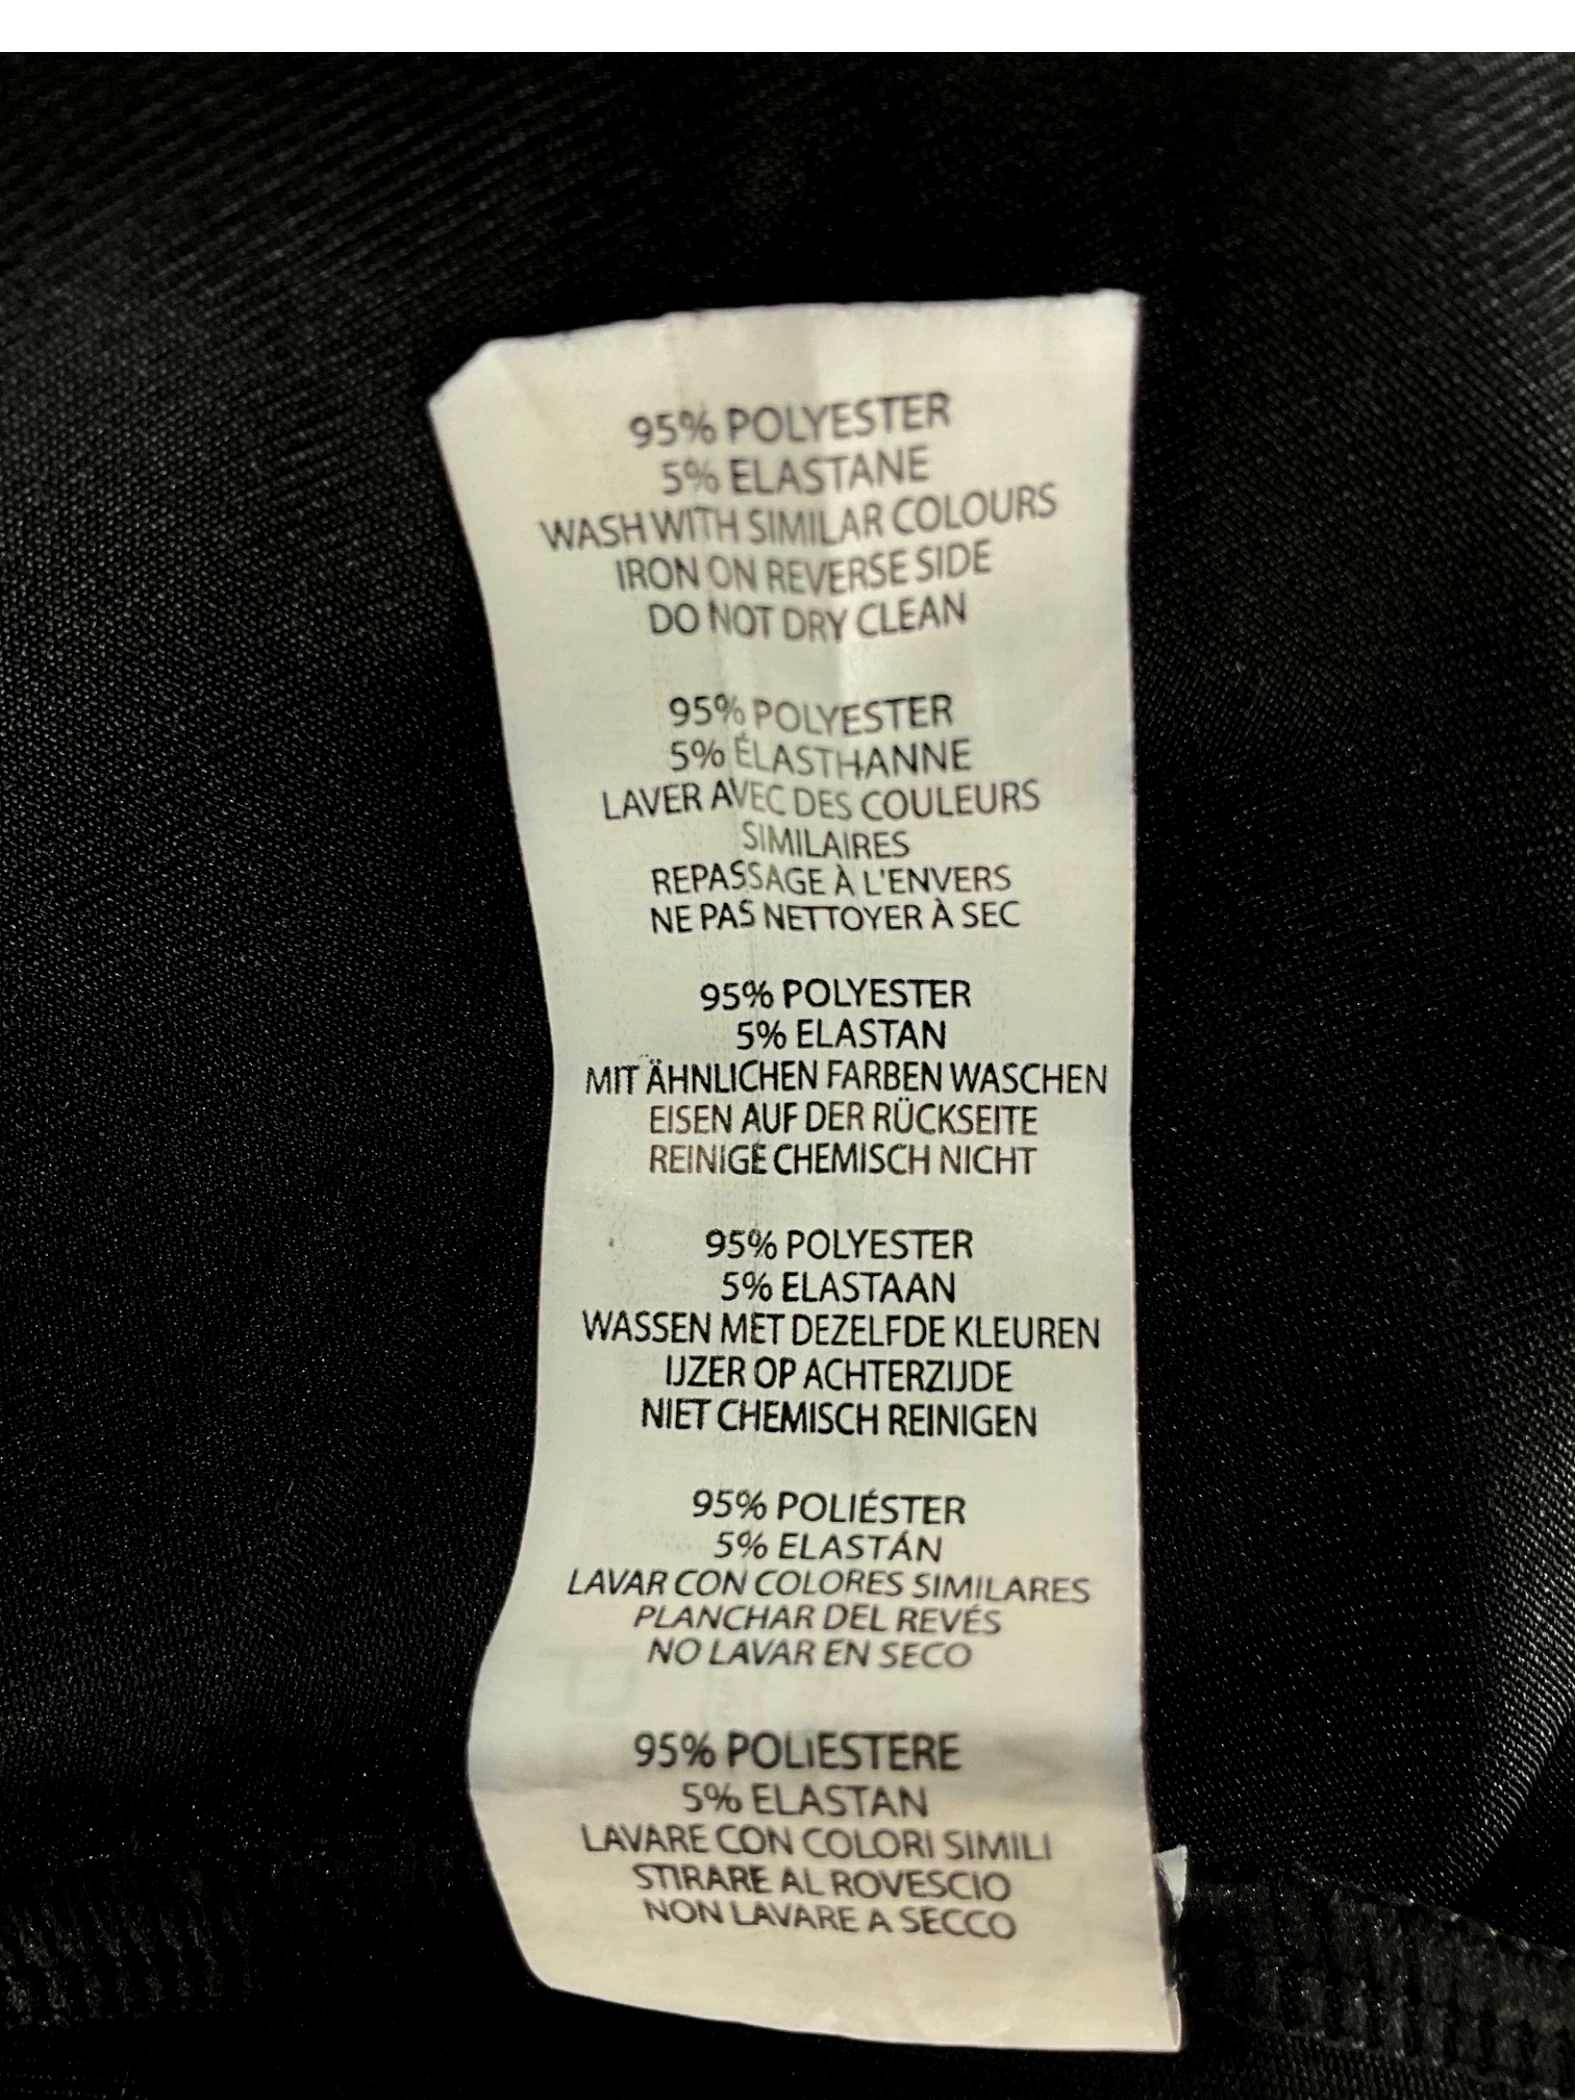 95% POLYESTER
5% ELASTANE
WASH WITH SIMILAR COLOURS
IRON ON REVERSE SIDE
DO NOT DRY CLEAN
95% POLYESTER
5% ÉLASTHANNE
LAVER AVEC DES COULEURS
SIMILAIRES
REPASSAGE À L'ENVERS
NE PAS NETTOYER À SEC
95% POLYESTER
5% ELASTAN
MIT ÄHNLICHEN FARBEN WASCHEN
EISEN AUF DER RÜCKSEITE
REINIGE CHEMISCH NICHT
95% POLYESTER
5% ELASTAAN
WASSEN MET DEZELFDE KLEUREN
IJZER OP ACHTERZIJDE
NIET CHEMISCH REINIGEN
95% POLIÉSTER
5% ELASTÁN
LAVAR CON COLORES SIMILARES
PLANCHAR DEL REVÉS
NO LAVAR EN SECO
95% POLIESTERE
5% ELASTAN
LAVARE CON COLORI SIMILI
STIRARE AL ROVESCIO
NON LAVARE A SECCO